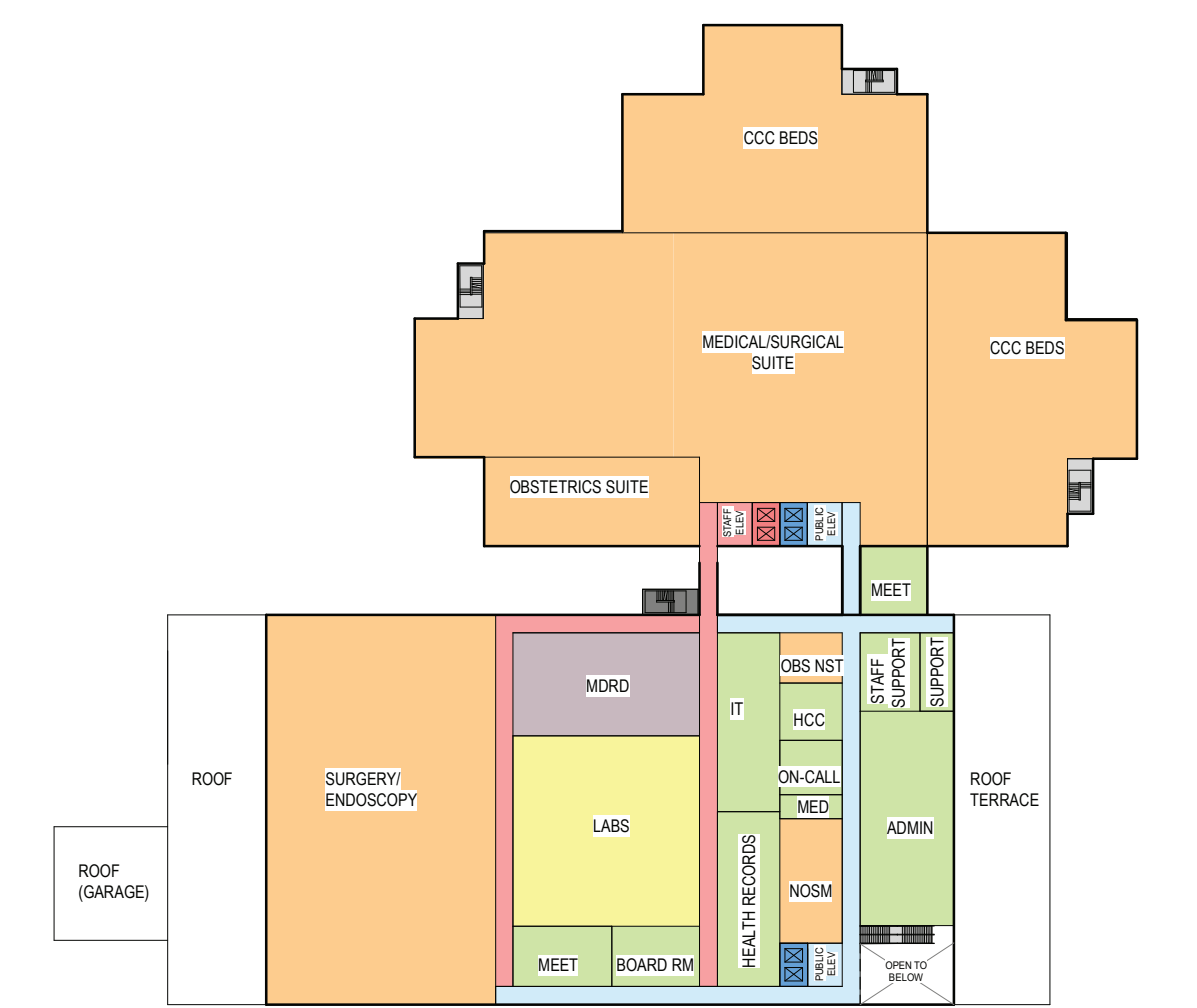 CCC BEDS
MEDICAL/SURGICAL
SUITE
CCC BEDS
OBSTETRICS SUITE
STAFF
ELEV
PUBLIC
ELEV
MEET
MDRD
IT
OBS NST
STAFF
SUPPORT
SUPPORT
HCC
ROOF
SURGERY/
ENDOSCOPY
ON-CALL
ROOF
TERRACE
MED
LABS
ADMIN
ROOF
(GARAGE)
HEALTH RECORDS
NOSM
MEET
BOARD RM
PUBLIC
ELEV
OPEN TO
BELOW